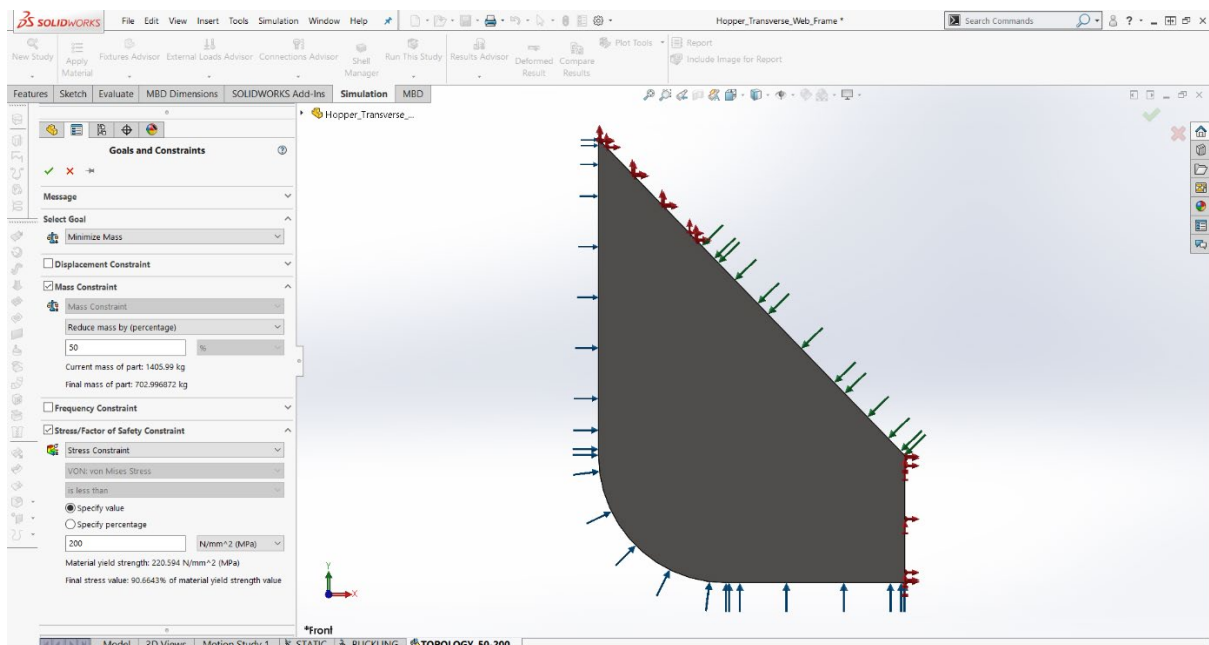 SOLIDWORKS File Edit View Insert Tools Simulation Window Help Hopper_Transverse_Web_Frame * Search Commands ?
New Study Apply Material Fixtures Advisor External Loads Advisor Connections Advisor Shell Manager Run This Study Results Advisor Deformed Result Compare Results Plot Tools Report
Include Image for Report
Features Sketch Evaluate MBD Dimensions SOLIDWORKS Add-Ins Simulation MBD
Hopper_Transverse_...
Goals and Constraints
Message
Select Goal
Minimize Mass
Displacement Constraint
Mass Constraint
Mass Constraint
Reduce mass by (percentage)
50 %
Current mass of part: 1405.99 kg
Final mass of part: 702.996872 kg
Frequency Constraint
Stress/Factor of Safety Constraint
Stress Constraint
VON: von Mises Stress
is less than
Specify value
Specify percentage
200 N/mm^2 (MPa)
Material yield strength: 220.594 N/mm^2 (MPa)
Final stress value: 90.6643% of material yield strength value
Y
X
*Front
Model 3D Views Motion Study 1 STATIC BUCKLING TOPOLOGY_50-200